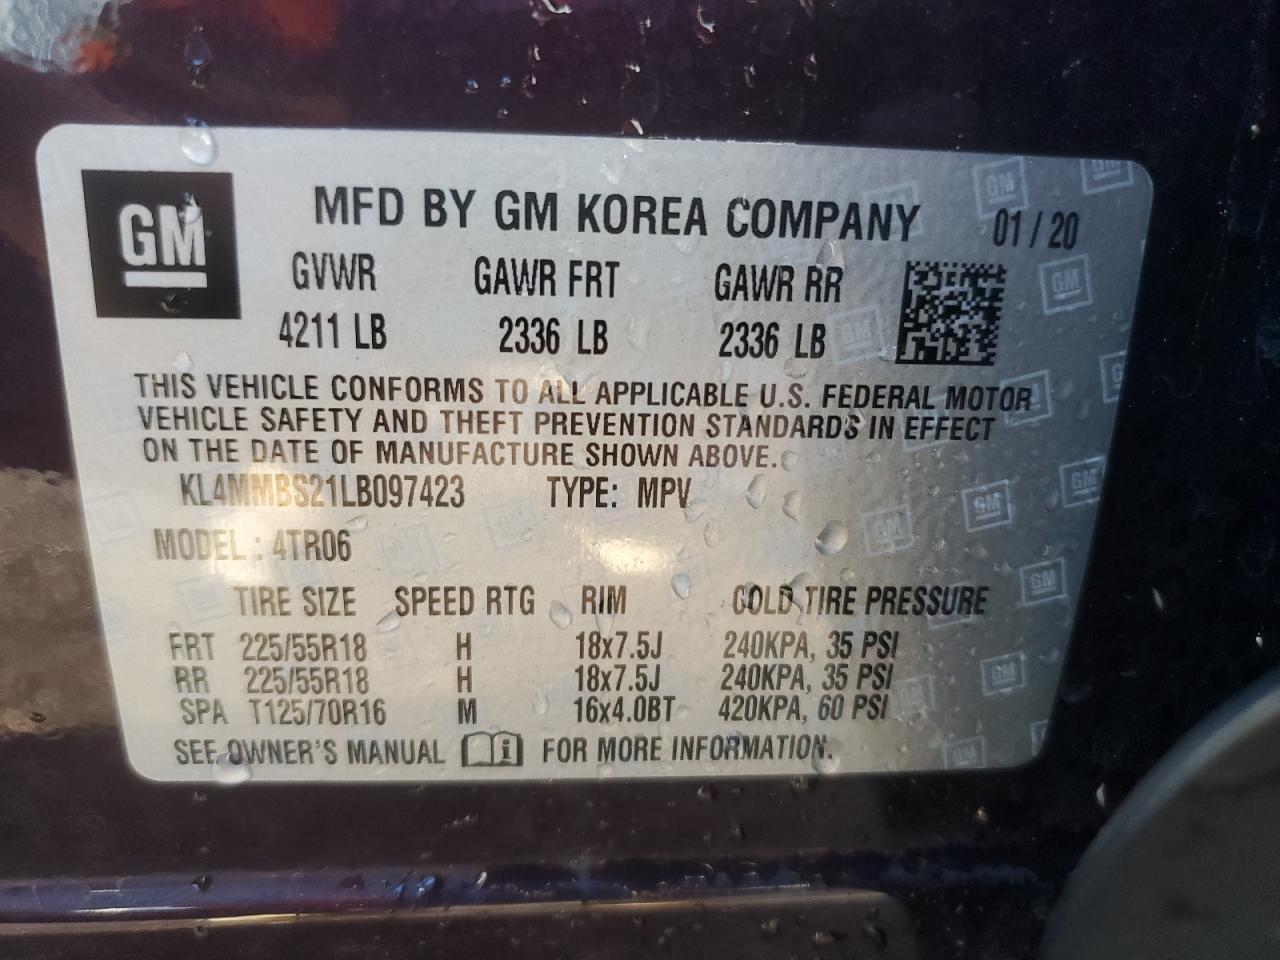 GM
MFD BY GM KOREA COMPANY 01 / 20
GVWR GAWR FRT GAWR RR
4211 LB 2336 LB 2336 LB
THIS VEHICLE CONFORMS TO ALL APPLICABLE U.S. FEDERAL MOTOR
VEHICLE SAFETY AND THEFT PREVENTION STANDARDS IN EFFECT
ON THE DATE OF MANUFACTURE SHOWN ABOVE.
KL4MMBS21LB097423 TYPE: MPV
MODEL : 4TR06
TIRE SIZE SPEED RTG RIM COLD TIRE PRESSURE
FRT 225/55R18 H 18x7.5J 240KPA, 35 PSI
RR 225/55R18 H 18x7.5J 240KPA, 35 PSI
SPA T125/70R16 M 16x4.0BT 420KPA, 60 PSI
SEE OWNER'S MANUAL i FOR MORE INFORMATION.